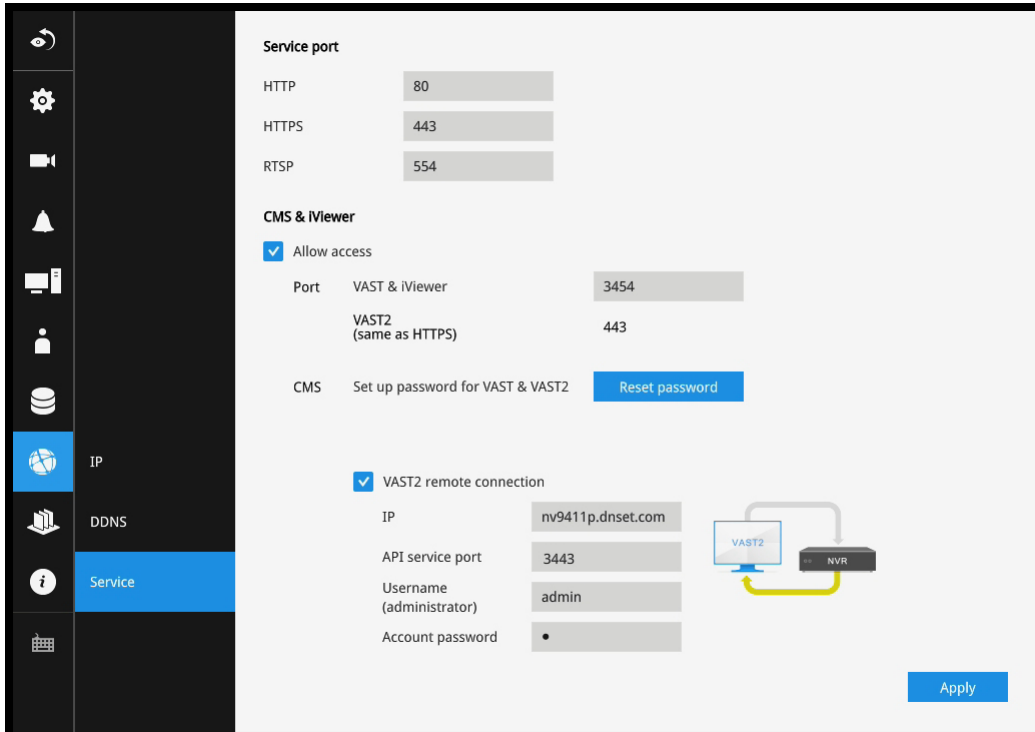 Service port
HTTP 80
HTTPS 443
RTSP 554
CMS & iViewer
Allow access
Port VAST & iViewer 3454
VAST2
(same as HTTPS) 443
CMS Set up password for VAST & VAST2 Reset password
IP
VAST2 remote connection
IP nv9411p.dnset.com
DDNS
VAST2
API service port 3443
NVR
Service
Username
(administrator) admin
Account password •
Apply